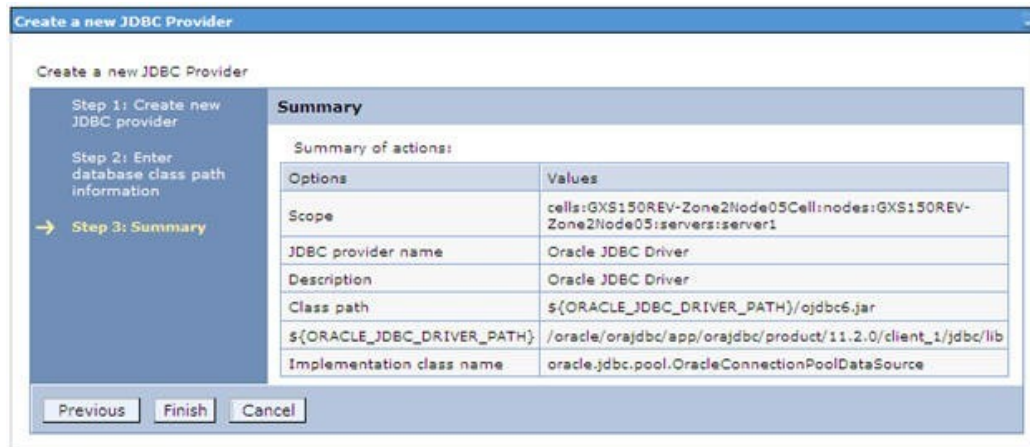 Create a new JDBC Provider
Create a new JDBC Provider
Step 1: Create new
JDBC provider
Step 2: Enter
database class path
information
Step 3: Summary
Summary
Summary of actions:
Options Values
Scope cells:GXS150REV-Zone2Node05Cell:nodes:GXS150REV-
Zone2Node05:servers:server1
JDBC provider name Oracle JDBC Driver
Description Oracle JDBC Driver
Class path ${ORACLE_JDBC_DRIVER_PATH}/ojdbc6.jar
${ORACLE_JDBC_DRIVER_PATH} /oracle/orajdbc/app/orajdbc/product/11.2.0/client_1/jdbc/lib
Implementation class name oracle.jdbc.pool.OracleConnectionPoolDataSource
Previous Finish Cancel